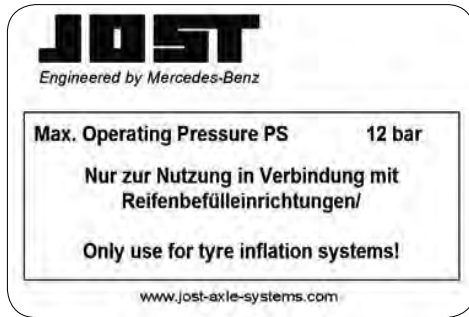 JOST
Engineered by Mercedes-Benz
Max. Operating Pressure PS 12 bar
Nur zur Nutzung in Verbindung mit
Reifenbefülleinrichtungen/
Only use for tyre inflation systems!
www.jost-axle-systems.com